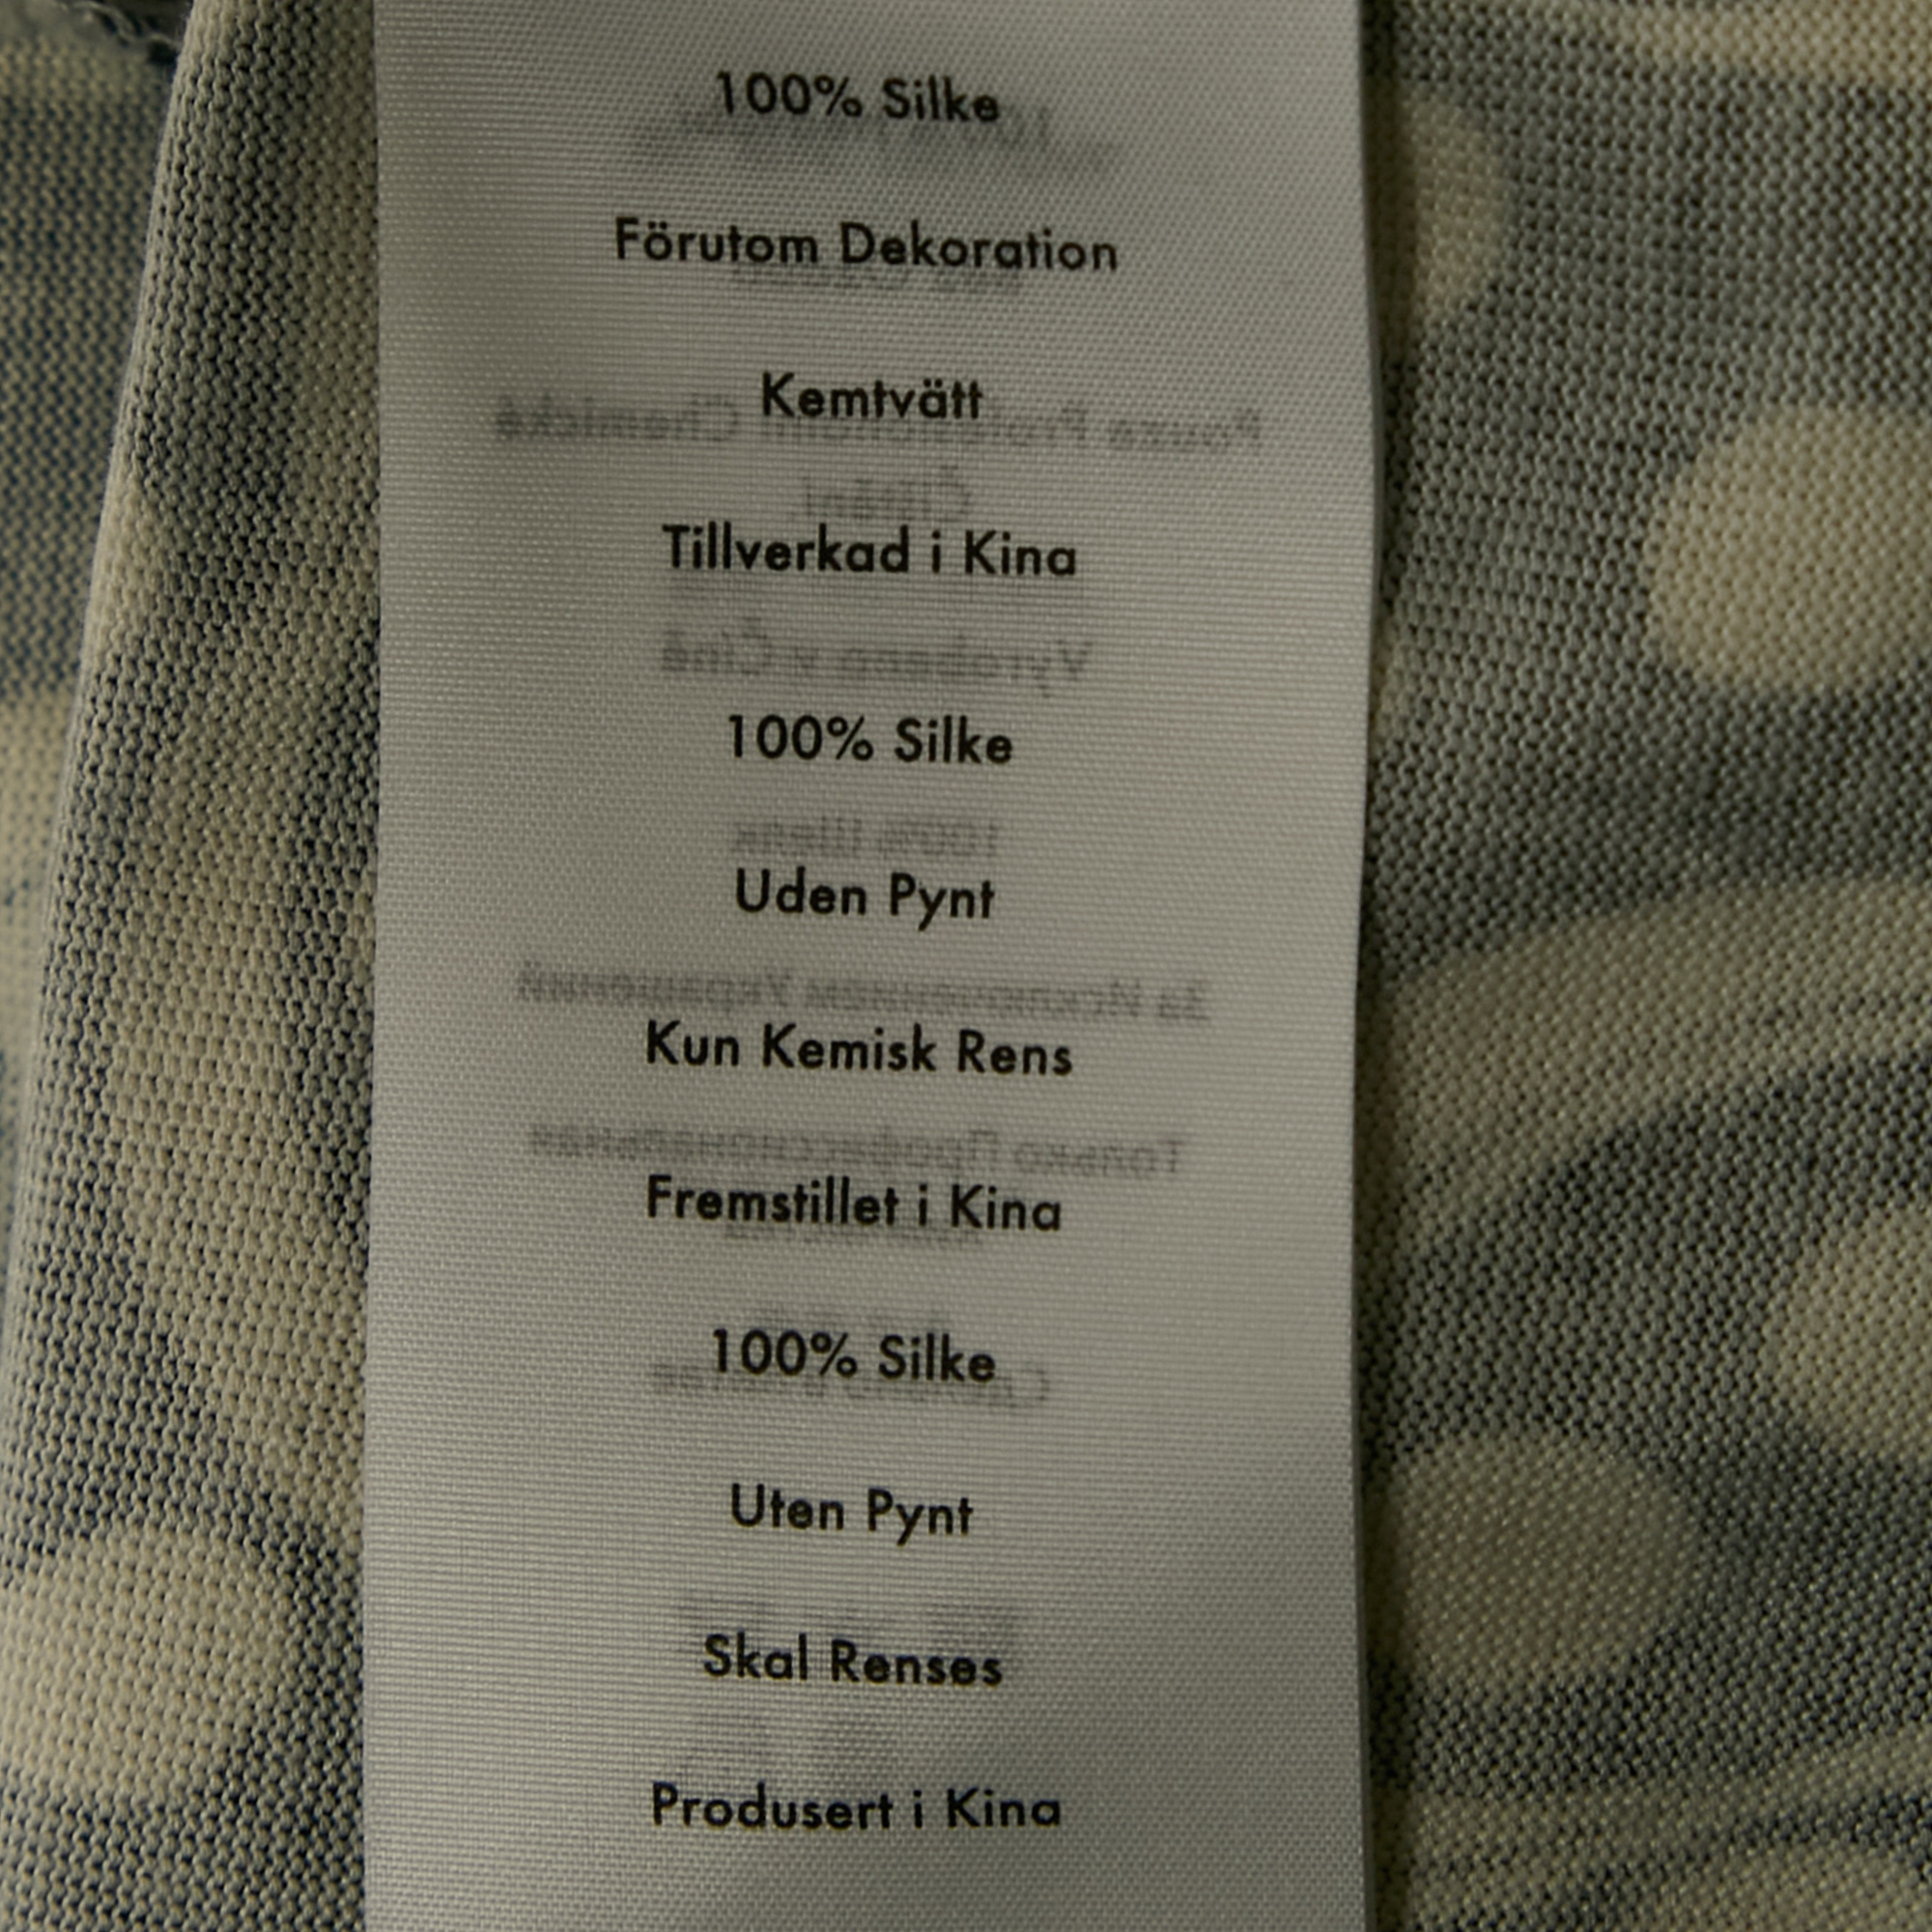 100% Silke
Förutom Dekoration
Kemtvätt
Tillverkad i Kina
100% Silke
Uden Pynt
Kun Kemisk Rens
Fremstillet i Kina
100% Silke
Uten Pynt
Skal Renses
Produsert i Kina